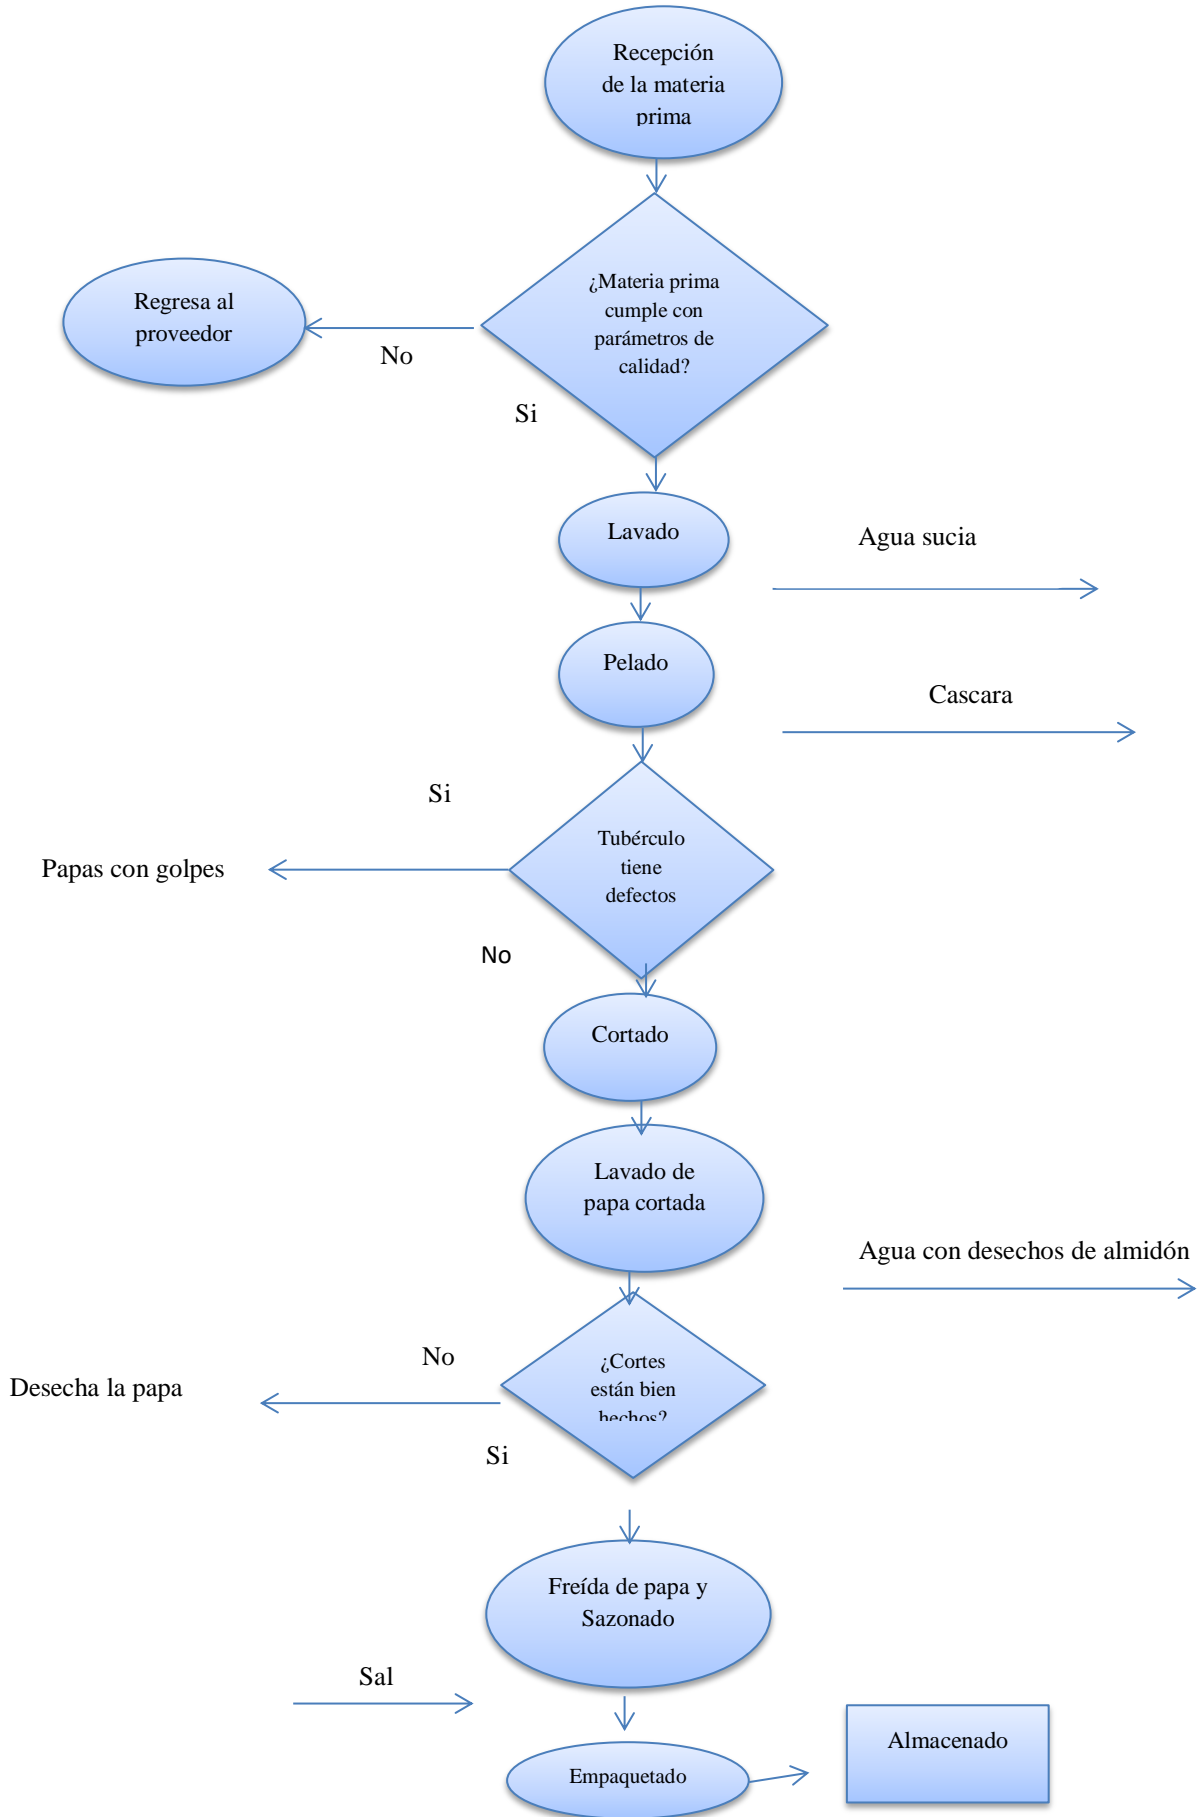 Recepción
de la materia
prima
¿Materia prima
cumple con
parámetros de
calidad?
Regresa al
proveedor
No
Si
Lavado
Agua sucia
Pelado
Cascara
Si
Tubérculo
tiene
defectos
Papas con golpes
No
Cortado
Lavado de
papa cortada
Agua con desechos de almidón
No
¿Cortes
están bien
hechos?
Desecha la papa
Si
Freída de papa y
Sazonado
Sal
Almacenado
Empaquetado